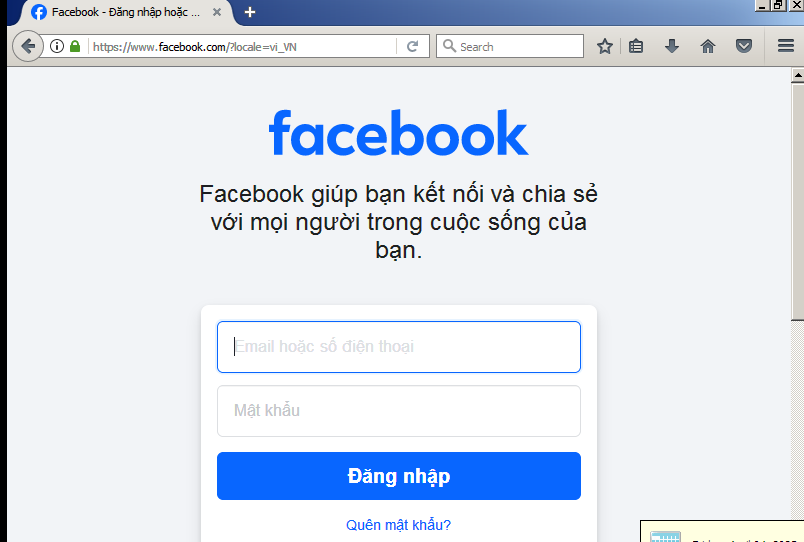 Facebook - Đăng nhập hoặc ...
https://www.facebook.com/?locale=vi_VN
Search
facebook
Facebook giúp bạn kết nối và chia sẻ
với mọi người trong cuộc sống của
bạn.
Email hoặc số điện thoại
Mật khẩu
Đăng nhập
Quên mật khẩu?